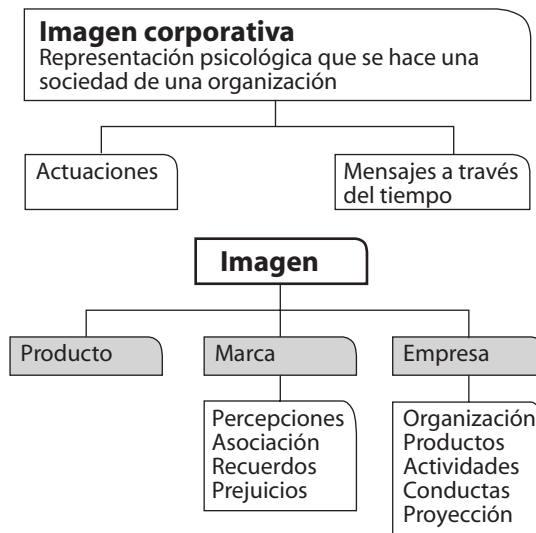 Imagen corporativa
Representación psicológica que se hace una
sociedad de una organización
Actuaciones
Mensajes a través
del tiempo
Imagen
Producto
Marca
Empresa
Percepciones
Asociación
Recuerdos
Prejuicios
Organización
Productos
Actividades
Conductas
Proyección